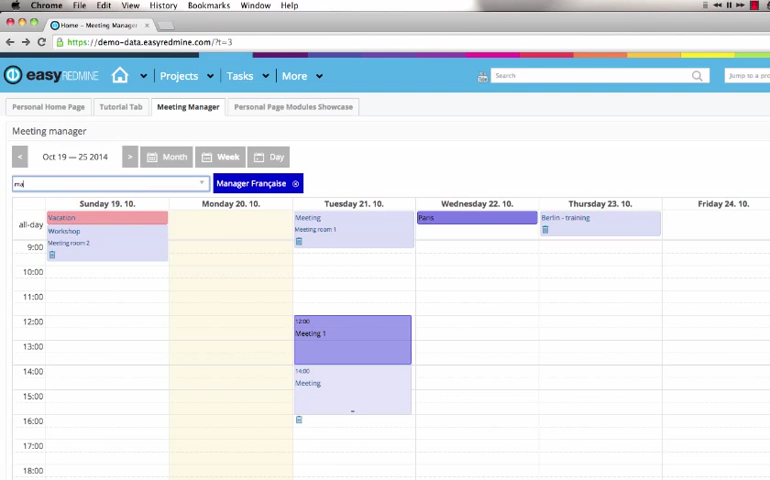 Chrome File Edit View History Bookmarks Window Help
Home - Meeting Manager
https://demo-data.easyredmine.com/?t=3
easy REDMINE Projects Tasks More Search Jump to a pro
Personal Home Page Tutorial Tab Meeting Manager Personal Page Modules Showcase
Meeting manager
< Oct 19 — 25 2014 > Month Week Day
ma Manager Française
Sunday 19. 10. Monday 20. 10. Tuesday 21. 10. Wednesday 22. 10. Thursday 23. 10. Friday 24. 10.
all-day
Vacation
Workshop
Meeting room 2
Meeting
Meeting room 1
Paris
Berlin - training
9:00
10:00
11:00
12:00
13:00
14:00
15:00
16:00
17:00
18:00
12:00
Meeting 1
14:00
Meeting